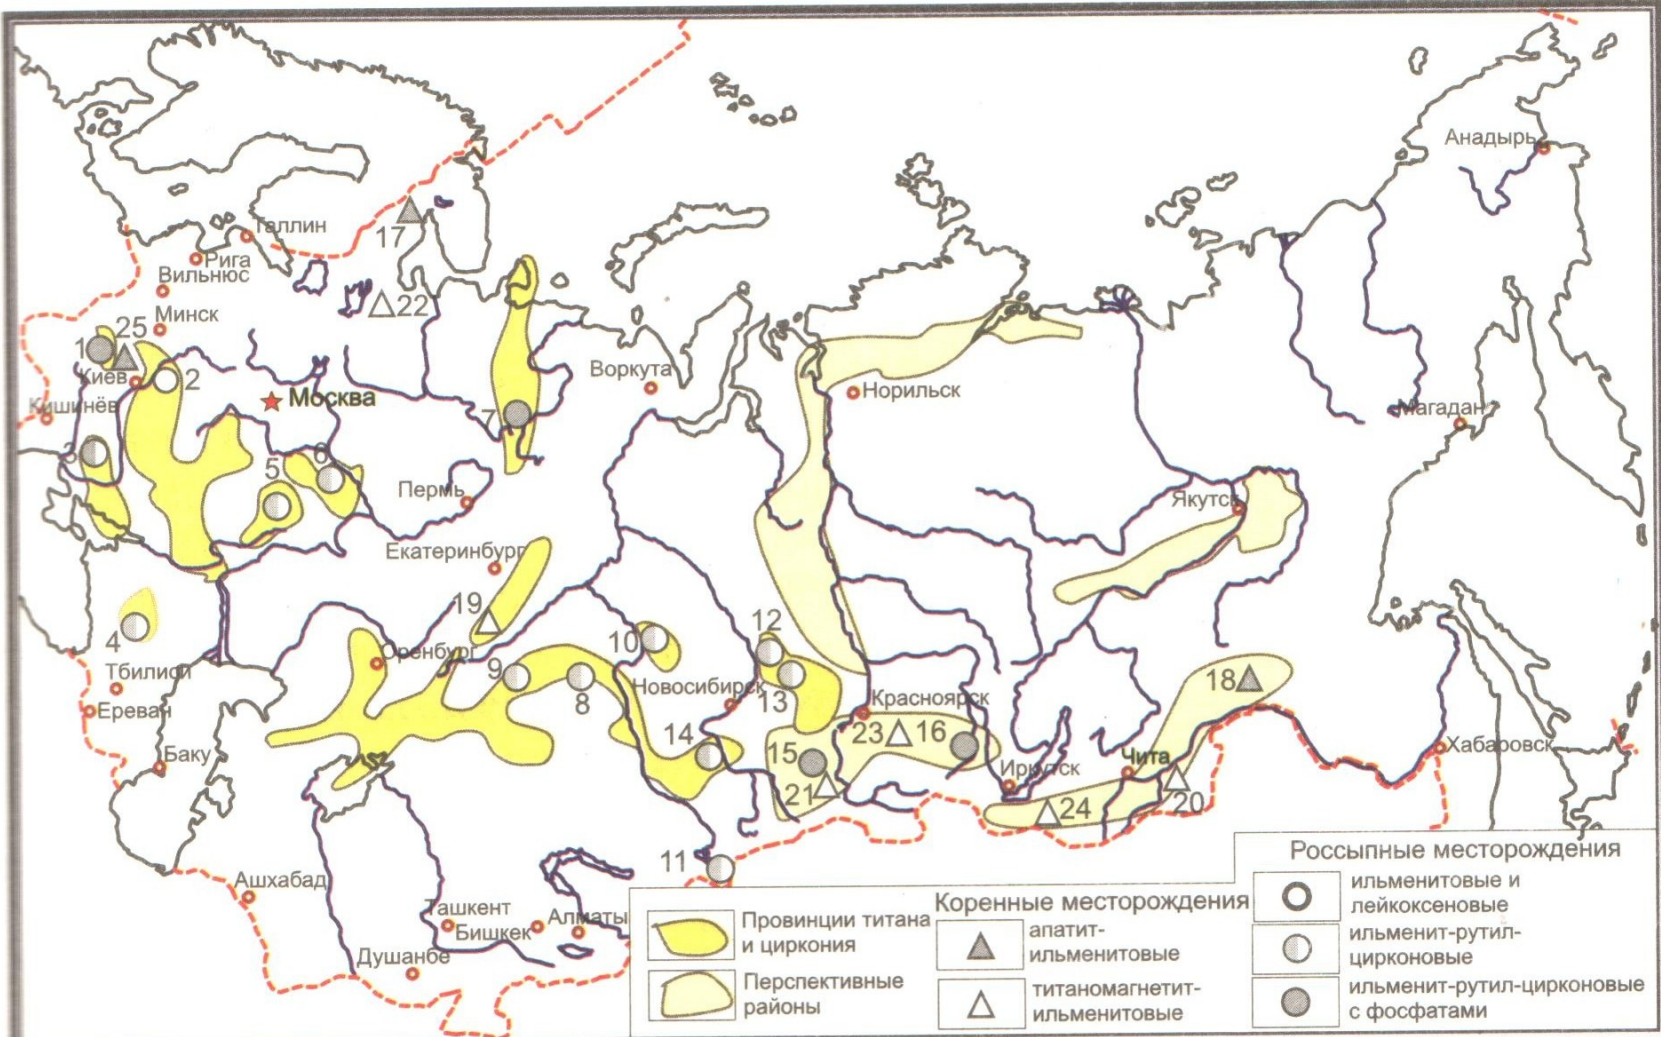 Анадырь
Таллин
17
Рига
Вильнюс
22
Минск
25
1
Киев
2
Воркута
Норильск
Кишинёв
Москва
7
Магадан
3
5
6
Пермь
Якутск
Екатеринбург
19
4
10
12
Тбилиси
Оренбург
9
8
Новосибирск
13
18
Ереван
Красноярск
23
16
Баку
14
15
Иркутск
Чита
Хабаровск
21
24
20
11
Ашхабад
Ташкент
Бишкек
Алматы
Душанбе
Провинции титана
и циркония
Перспективные
районы
Коренные месторождения
апатит-
ильменитовые
титаномагнетит-
ильменитовые
Россыпные месторождения
ильменитовые и
лейкоксеновые
ильменит-рутил-
цирконовые
ильменит-рутил-цирконовые
с фосфатами